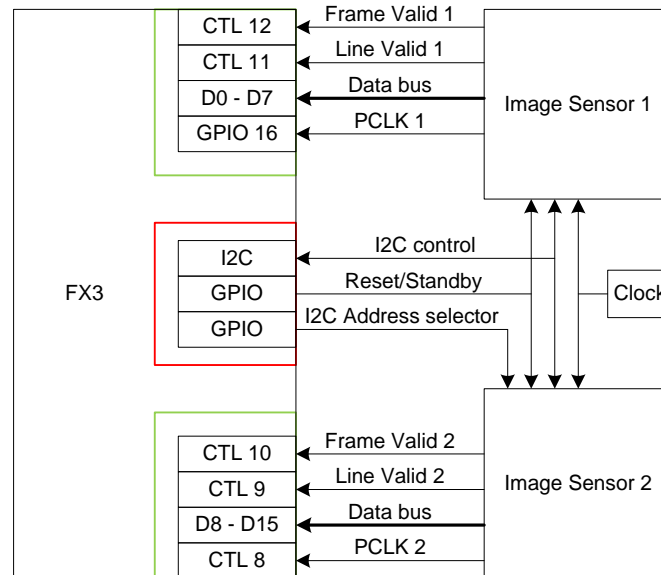 CTL 12
Frame Valid 1
CTL 11
Line Valid 1
D0 - D7
Data bus
GPIO 16
PCLK 1
Image Sensor 1
FX3
I2C
I2C control
GPIO
Reset/Standby
GPIO
I2C Address selector
Clock
CTL 10
Frame Valid 2
CTL 9
Line Valid 2
D8 - D15
Data bus
CTL 8
PCLK 2
Image Sensor 2